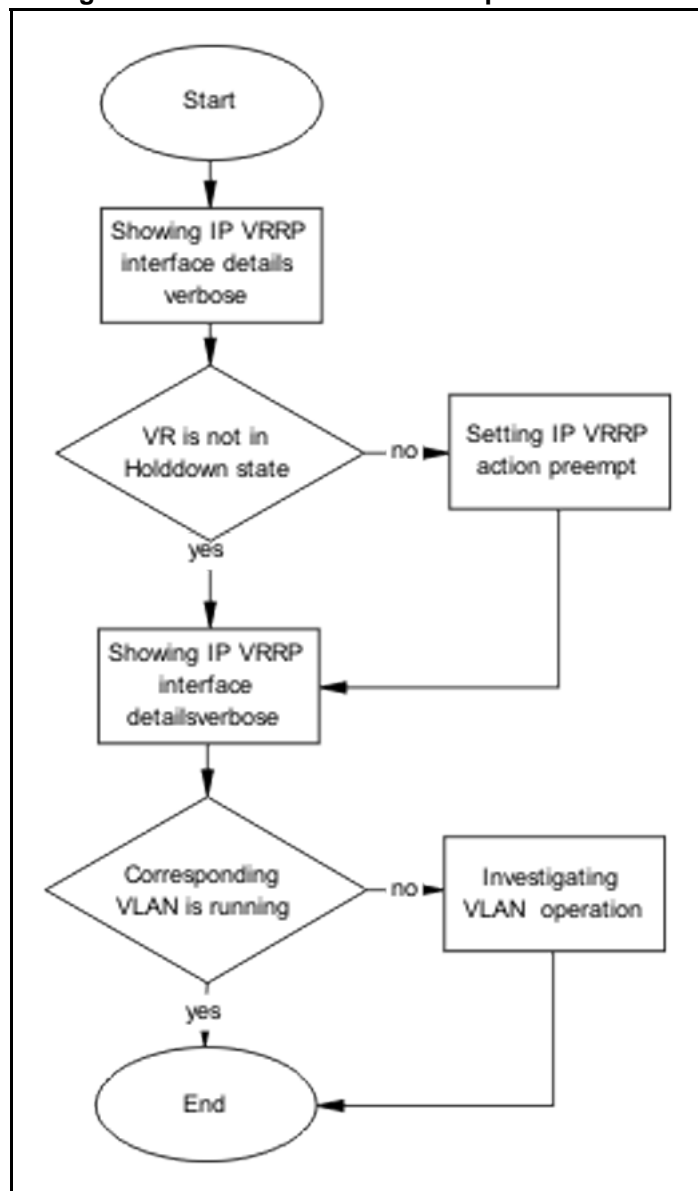 Start
Showing IP VRRP
interface details
verbose
VR is not in
Holddown state
no
Setting IP VRRP
action preempt
yes
Showing IP VRRP
interface
detailsverbose
Corresponding
VLAN is running
no
Investigating
VLAN operation
yes
End